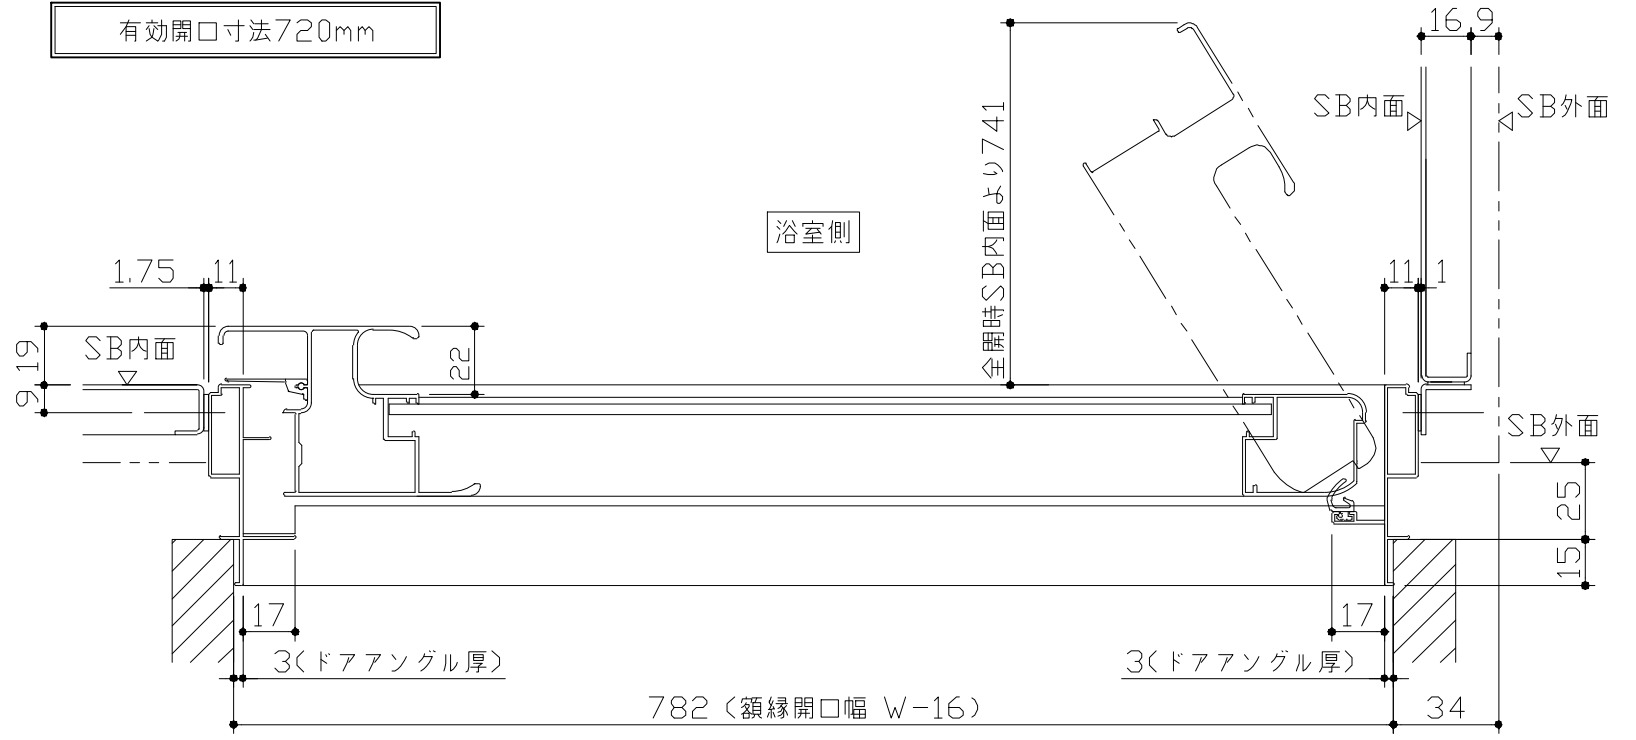 有効開口寸法720mm
16.9
SB内面
SB外面
全開時SB内面より741
浴室側
1.75
11
11
1
19
9
SB内面
22
SB外面
25
15
17
17
3(ドアアングル厚)
3(ドアアングル厚)
782(額縁開口幅 W-16)
34